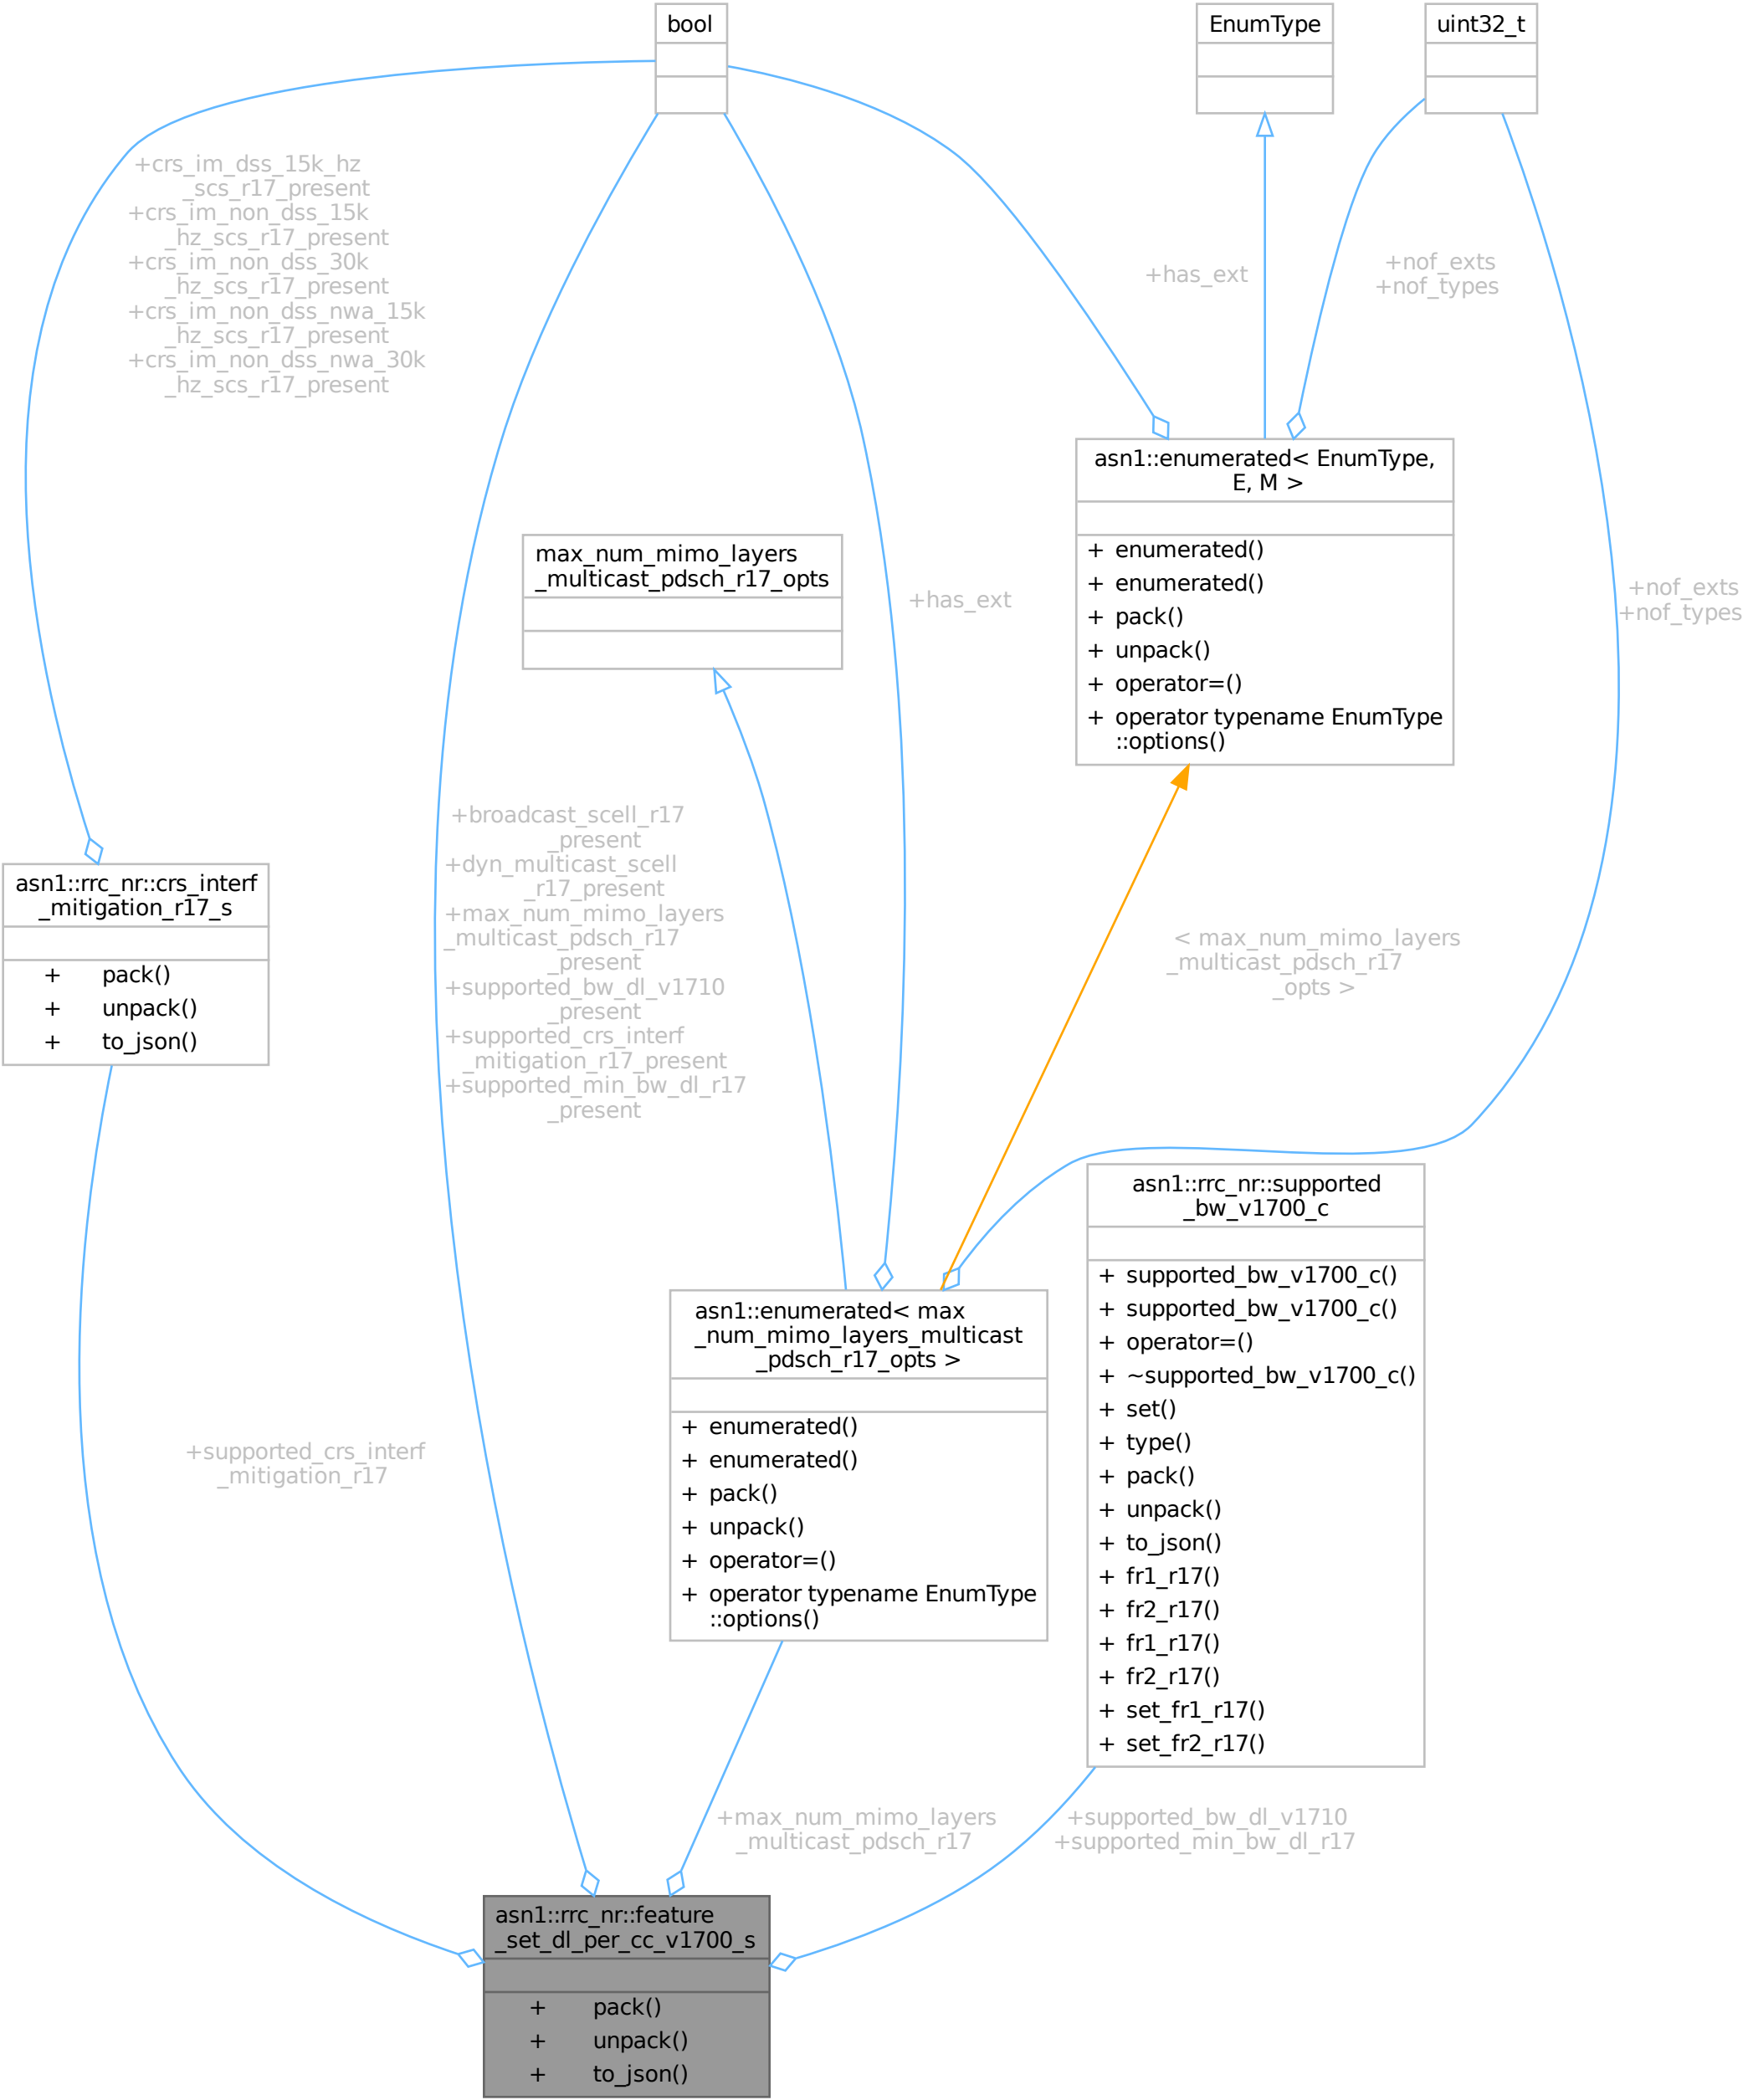 bool
EnumType
uint32_t
+crs_im_dss_15k_hz
_scs_r17_present
+crs_im_non_dss_15k
_hz_scs_r17_present
+crs_im_non_dss_30k
_hz_scs_r17_present
+crs_im_non_dss_nwa_15k
_hz_scs_r17_present
+crs_im_non_dss_nwa_30k
_hz_scs_r17_present
+has_ext
+nof_exts
+nof_types
asn1::enumerated< EnumType,
E, M >
+ enumerated()
+ enumerated()
+ pack()
+ unpack()
+ operator=()
+ operator typename EnumType
::options()
max_num_mimo_layers
_multicast_pdsch_r17_opts
+has_ext
+nof_exts
+nof_types
+broadcast_scell_r17
_present
+dyn_multicast_scell
_r17_present
+max_num_mimo_layers
_multicast_pdsch_r17
_present
+supported_bw_dl_v1710
_present
+supported_crs_interf
_mitigation_r17_present
+supported_min_bw_dl_r17
_present
asn1::rrc_nr::crs_interf
_mitigation_r17_s
+ pack()
+ unpack()
+ to_json()
< max_num_mimo_layers
_multicast_pdsch_r17
_opts >
asn1::rrc_nr::supported
_bw_v1700_c
+ supported_bw_v1700_c()
+ supported_bw_v1700_c()
+ operator=()
+ ~supported_bw_v1700_c()
+ set()
+ type()
+ pack()
+ unpack()
+ to_json()
+ fr1_r17()
+ fr2_r17()
+ fr1_r17()
+ fr2_r17()
+ set_fr1_r17()
+ set_fr2_r17()
asn1::enumerated< max
_num_mimo_layers_multicast
_pdsch_r17_opts >
+ enumerated()
+ enumerated()
+ pack()
+ unpack()
+ operator=()
+ operator typename EnumType
::options()
+supported_crs_interf
_mitigation_r17
+max_num_mimo_layers
_multicast_pdsch_r17
+supported_bw_dl_v1710
+supported_min_bw_dl_r17
asn1::rrc_nr::feature
_set_dl_per_cc_v1700_s
+ pack()
+ unpack()
+ to_json()